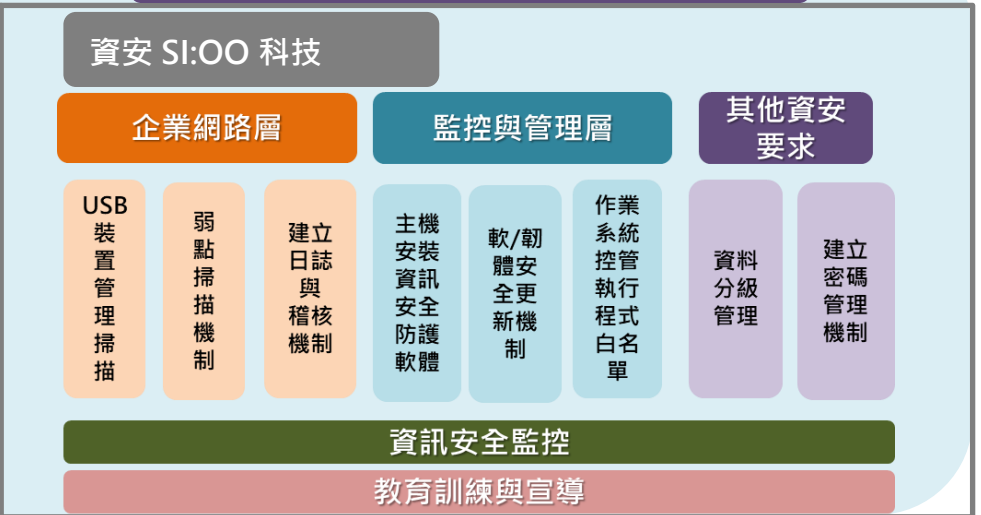 資安 SI:OO 科技
企業網路層
監控與管理層
其他資安
要求
USB
裝
置
管
理
掃
描
弱
點
掃
描
機
制
建立
日誌
與
稽核
機制
主機
安裝
資訊
安全
防護
軟體
軟/韌
體安
全更
新機
制
作業
系統
控管
執行
程式
白名
單
資料
分級
管理
建立
密碼
管理
機制
資訊安全監控
教育訓練與宣導